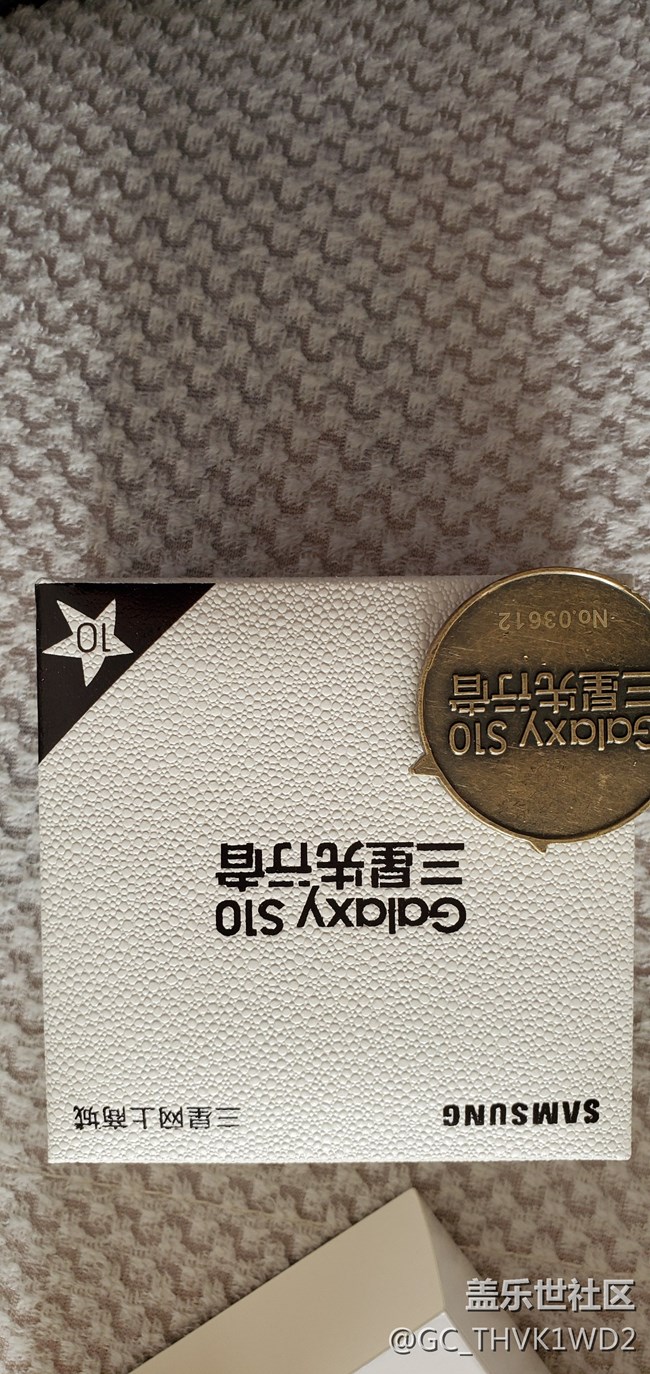 SAMSUNG
三星网上商城
Galaxy S10
三星先行者
10
Galaxy S10
三星先行者
No.03612
盖乐世社区
@GC_THVK1WD2